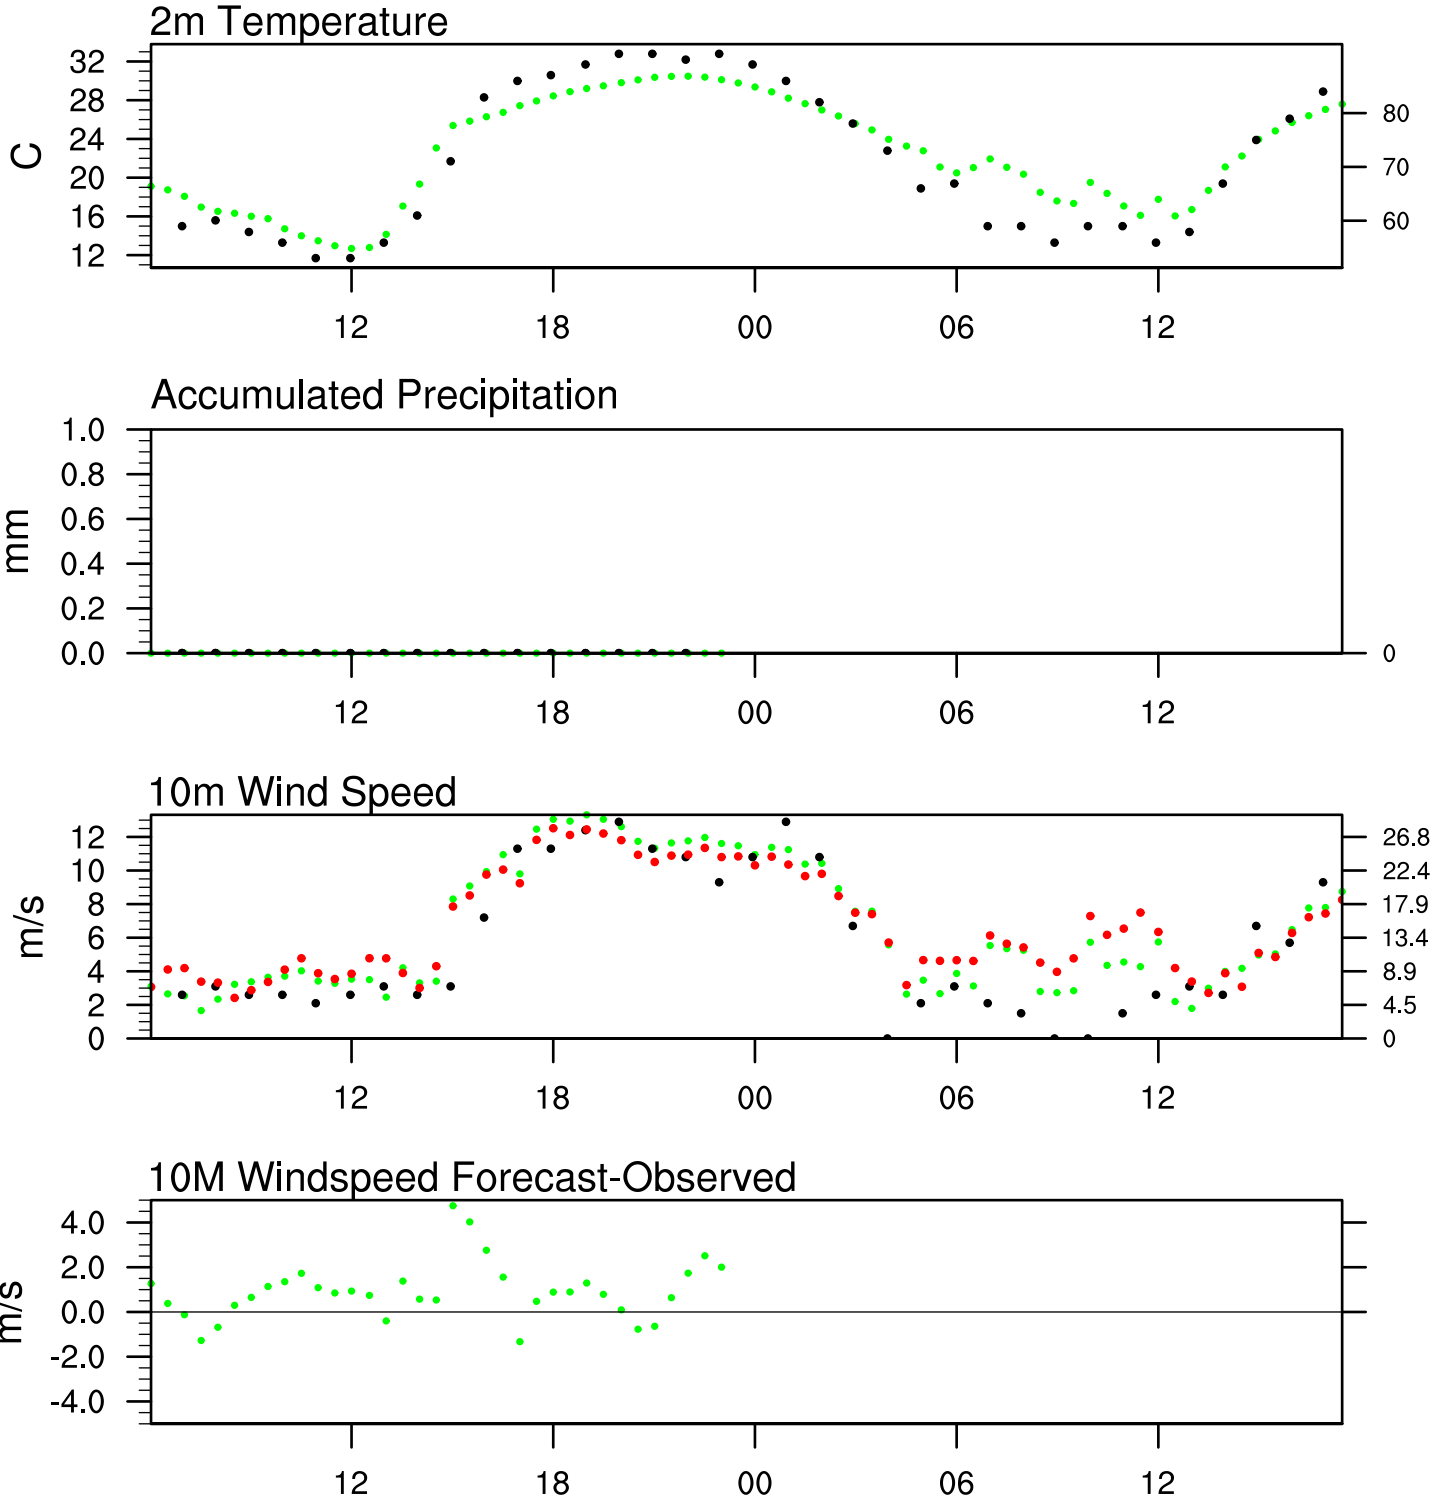 2m Temperature
32
28
24
20
16
12
C
80
70
60
12 18 00 06 12
Accumulated Precipitation
1.0
0.8
0.6
0.4
0.2
0.0
mm
0
12 18 00 06 12
10m Wind Speed
12
10
8
6
4
2
0
m/s
26.8
22.4
17.9
13.4
8.9
4.5
0
12 18 00 06 12
10M Windspeed Forecast-Observed
4.0
2.0
0.0
-2.0
-4.0
m/s
12 18 00 06 12